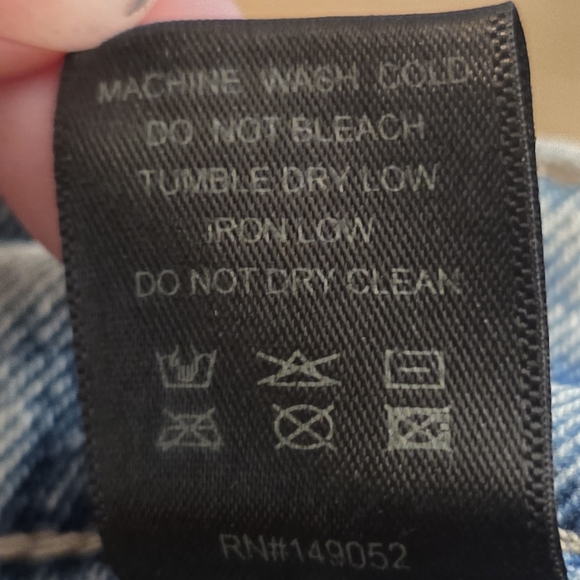 MACHINE WASH COLD
DO NOT BLEACH
TUMBLE DRY LOW
IRON LOW
DO NOT DRY CLEAN
RN#149052